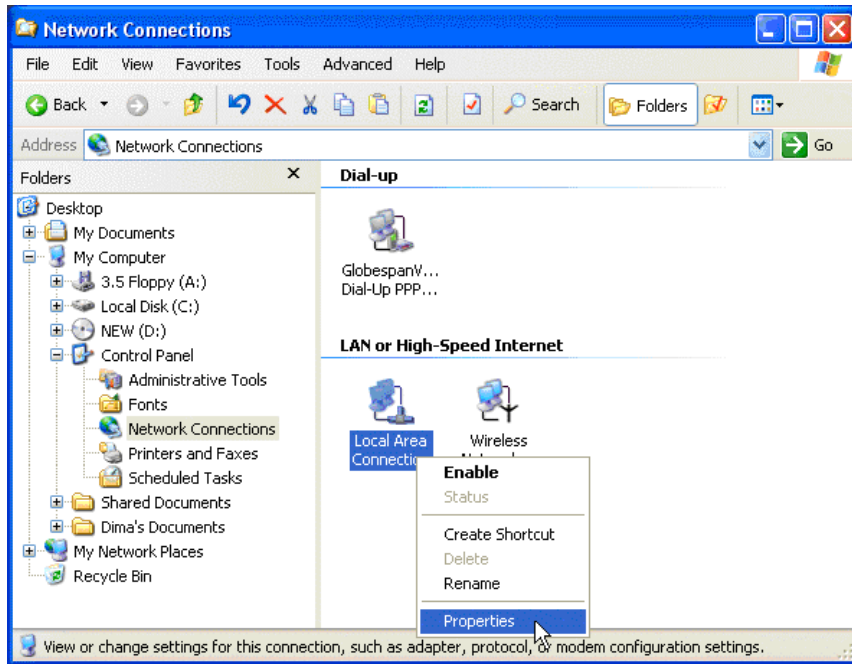 Network Connections
File Edit View Favorites Tools Advanced Help
Back Search Folders
Address Network Connections Go
Folders
Desktop
My Documents
My Computer
3.5 Floppy (A:)
Local Disk (C:)
NEW (D:)
Control Panel
Administrative Tools
Fonts
Network Connections
Printers and Faxes
Scheduled Tasks
Shared Documents
Dima's Documents
My Network Places
Recycle Bin
Dial-up
GlobespanV...
Dial-Up PPP...
LAN or High-Speed Internet
Local Area
Wireless
Enable
Status
Create Shortcut
Delete
Rename
Properties
View or change settings for this connection, such as adapter, protocol, or modem configuration settings.